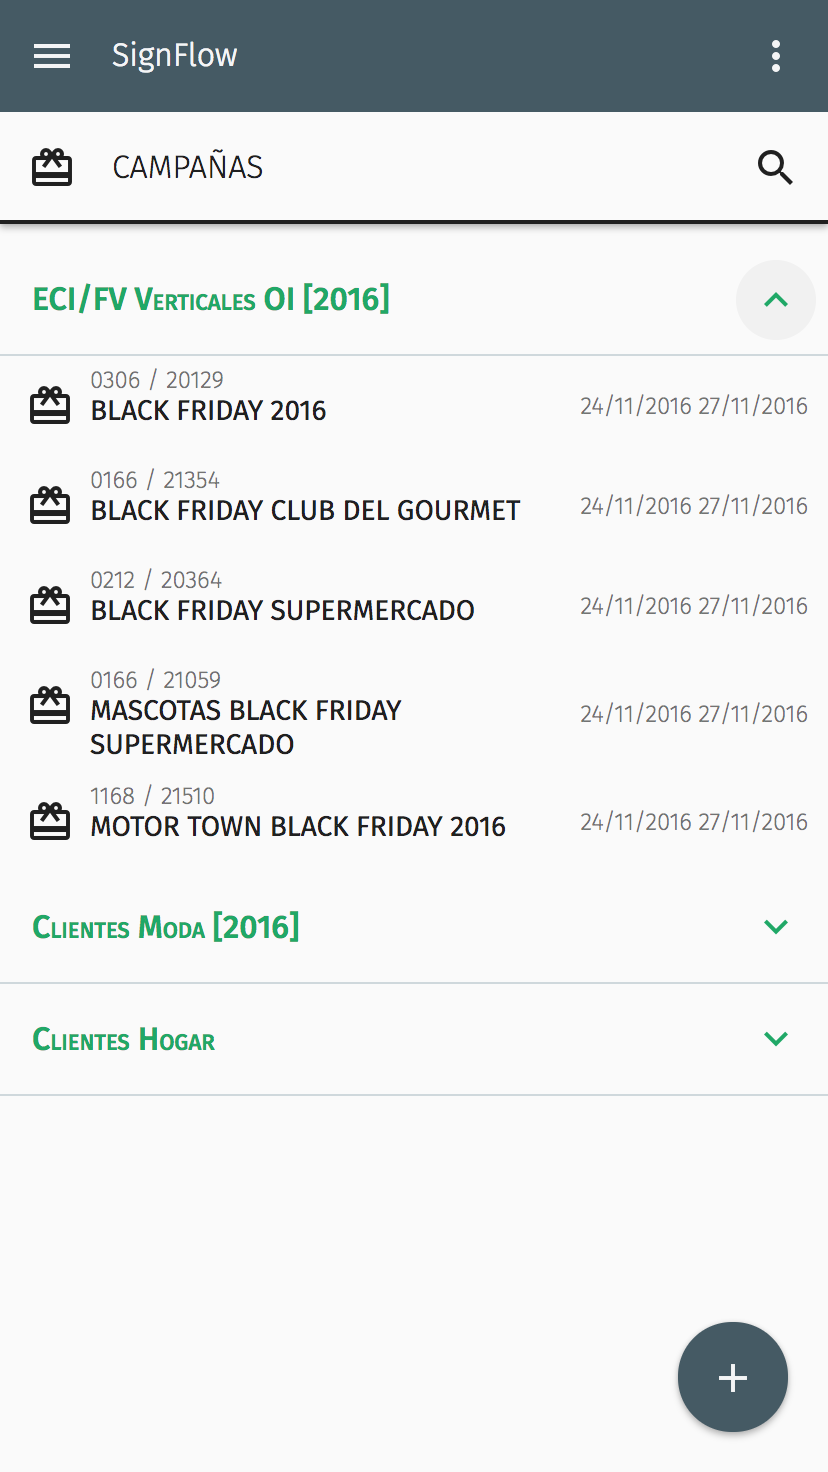 SignFlow
CAMPAÑAS
ECI/FV Verticales OI [2016]
0306 / 20129
BLACK FRIDAY 2016
24/11/2016 27/11/2016
0166 / 21354
BLACK FRIDAY CLUB DEL GOURMET
24/11/2016 27/11/2016
0212 / 20364
BLACK FRIDAY SUPERMERCADO
24/11/2016 27/11/2016
0166 / 21059
MASCOTAS BLACK FRIDAY
SUPERMERCADO
24/11/2016 27/11/2016
1168 / 21510
MOTOR TOWN BLACK FRIDAY 2016
24/11/2016 27/11/2016
Clientes Moda [2016]
Clientes Hogar